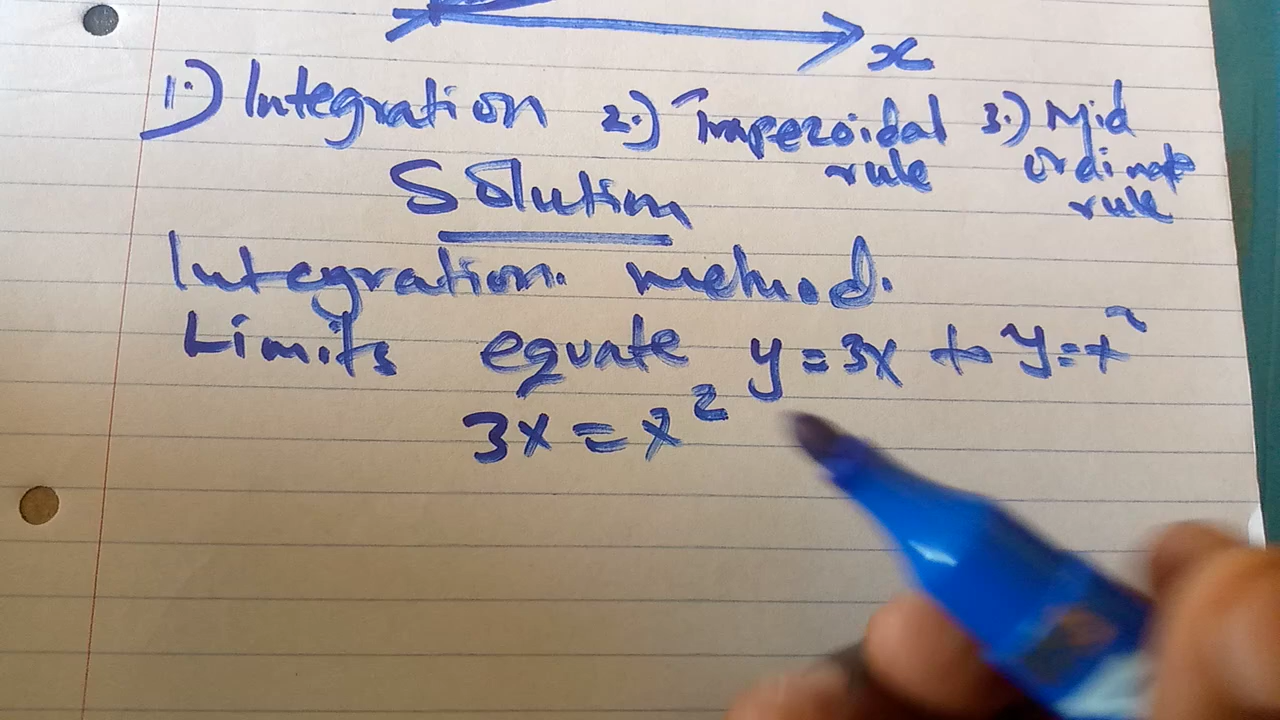 x
1.) Integration 2.) Trapezoidal rule 3.) Mid ordinate rule
Solution
Integration. method.
Limits equate y=3x to y=x²
3x=x²